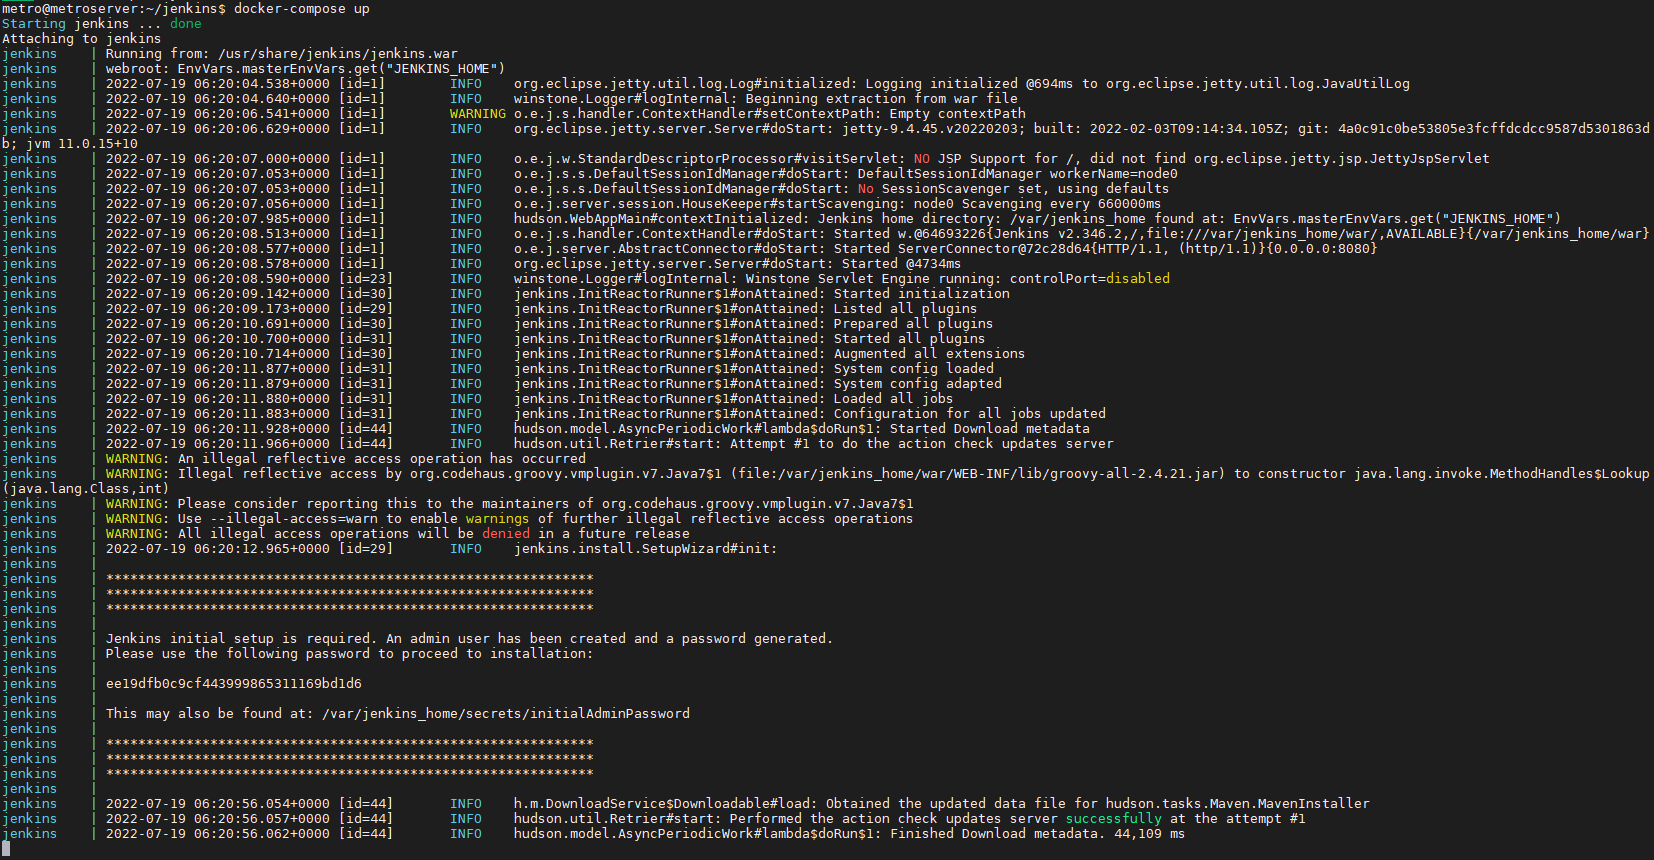 metro@metroserver:~/jenkins$ docker-compose up
Starting jenkins ... done
Attaching to jenkins
jenkins    | Running from: /usr/share/jenkins/jenkins.war
jenkins    | webroot: EnvVars.masterEnvVars.get("JENKINS_HOME")
jenkins    | 2022-07-19 06:20:04.538+0000 [id=1]        INFO    org.eclipse.jetty.util.log.Log#initialized: Logging initialized @694ms to org.eclipse.jetty.util.log.JavaUtilLog
jenkins    | 2022-07-19 06:20:04.640+0000 [id=1]        INFO    winstone.Logger#logInternal: Beginning extraction from war file
jenkins    | 2022-07-19 06:20:06.541+0000 [id=1]        WARNING o.e.j.s.handler.ContextHandler#setContextPath: Empty contextPath
jenkins    | 2022-07-19 06:20:06.629+0000 [id=1]        INFO    org.eclipse.jetty.server.Server#doStart: jetty-9.4.45.v20220203; built: 2022-02-03T09:14:34.105Z; git: 4a0c91c0be53805e3fcffdcdcc9587d5301863d
b; jvm 11.0.15+10
jenkins    | 2022-07-19 06:20:07.000+0000 [id=1]        INFO    o.e.j.w.StandardDescriptorProcessor#visitServlet: NO JSP Support for /, did not find org.eclipse.jetty.jsp.JettyJspServlet
jenkins    | 2022-07-19 06:20:07.053+0000 [id=1]        INFO    o.e.j.s.s.DefaultSessionIdManager#doStart: DefaultSessionIdManager workerName=node0
jenkins    | 2022-07-19 06:20:07.053+0000 [id=1]        INFO    o.e.j.s.s.DefaultSessionIdManager#doStart: No SessionScavenger set, using defaults
jenkins    | 2022-07-19 06:20:07.056+0000 [id=1]        INFO    o.e.j.server.session.HouseKeeper#startScavenging: node0 Scavenging every 660000ms
jenkins    | 2022-07-19 06:20:07.985+0000 [id=1]        INFO    hudson.WebAppMain#contextInitialized: Jenkins home directory: /var/jenkins_home found at: EnvVars.masterEnvVars.get("JENKINS_HOME")
jenkins    | 2022-07-19 06:20:08.513+0000 [id=1]        INFO    o.e.j.s.handler.ContextHandler#doStart: Started w.@64693226{Jenkins v2.346.2,/,file:///var/jenkins_home/war/,AVAILABLE}{/var/jenkins_home/war}
jenkins    | 2022-07-19 06:20:08.577+0000 [id=1]        INFO    o.e.j.server.AbstractConnector#doStart: Started ServerConnector@72c28d64{HTTP/1.1, (http/1.1)}{0.0.0.0:8080}
jenkins    | 2022-07-19 06:20:08.578+0000 [id=1]        INFO    org.eclipse.jetty.server.Server#doStart: Started @4734ms
jenkins    | 2022-07-19 06:20:08.590+0000 [id=23]       INFO    winstone.Logger#logInternal: Winstone Servlet Engine running: controlPort=disabled
jenkins    | 2022-07-19 06:20:09.142+0000 [id=30]       INFO    jenkins.InitReactorRunner$1#onAttained: Started initialization
jenkins    | 2022-07-19 06:20:09.173+0000 [id=29]       INFO    jenkins.InitReactorRunner$1#onAttained: Listed all plugins
jenkins    | 2022-07-19 06:20:10.691+0000 [id=30]       INFO    jenkins.InitReactorRunner$1#onAttained: Prepared all plugins
jenkins    | 2022-07-19 06:20:10.700+0000 [id=31]       INFO    jenkins.InitReactorRunner$1#onAttained: Started all plugins
jenkins    | 2022-07-19 06:20:10.714+0000 [id=30]       INFO    jenkins.InitReactorRunner$1#onAttained: Augmented all extensions
jenkins    | 2022-07-19 06:20:11.877+0000 [id=31]       INFO    jenkins.InitReactorRunner$1#onAttained: System config loaded
jenkins    | 2022-07-19 06:20:11.879+0000 [id=31]       INFO    jenkins.InitReactorRunner$1#onAttained: System config adapted
jenkins    | 2022-07-19 06:20:11.880+0000 [id=31]       INFO    jenkins.InitReactorRunner$1#onAttained: Loaded all jobs
jenkins    | 2022-07-19 06:20:11.883+0000 [id=31]       INFO    jenkins.InitReactorRunner$1#onAttained: Configuration for all jobs updated
jenkins    | 2022-07-19 06:20:11.928+0000 [id=44]       INFO    hudson.model.AsyncPeriodicWork#lambda$doRun$1: Started Download metadata
jenkins    | 2022-07-19 06:20:11.966+0000 [id=44]       INFO    hudson.util.Retrier#start: Attempt #1 to do the action check updates server
jenkins    | WARNING: An illegal reflective access operation has occurred
jenkins    | WARNING: Illegal reflective access by org.codehaus.groovy.vmplugin.v7.Java7$1 (file:/var/jenkins_home/war/WEB-INF/lib/groovy-all-2.4.21.jar) to constructor java.lang.invoke.MethodHandles$Lookup
(java.lang.Class,int)
jenkins    | WARNING: Please consider reporting this to the maintainers of org.codehaus.groovy.vmplugin.v7.Java7$1
jenkins    | WARNING: Use --illegal-access=warn to enable warnings of further illegal reflective access operations
jenkins    | WARNING: All illegal access operations will be denied in a future release
jenkins    | 2022-07-19 06:20:12.965+0000 [id=29]       INFO    jenkins.install.SetupWizard#init:
jenkins    |
jenkins    | *************************************************************
jenkins    | *************************************************************
jenkins    | *************************************************************
jenkins    |
jenkins    | Jenkins initial setup is required. An admin user has been created and a password generated.
jenkins    | Please use the following password to proceed to installation:
jenkins    |
jenkins    | ee19dfb0c9cf443999865311169bd1d6
jenkins    |
jenkins    | This may also be found at: /var/jenkins_home/secrets/initialAdminPassword
jenkins    |
jenkins    | *************************************************************
jenkins    | *************************************************************
jenkins    | *************************************************************
jenkins    |
jenkins    | 2022-07-19 06:20:56.054+0000 [id=44]       INFO    h.m.DownloadService$Downloadable#load: Obtained the updated data file for hudson.tasks.Maven.MavenInstaller
jenkins    | 2022-07-19 06:20:56.057+0000 [id=44]       INFO    hudson.util.Retrier#start: Performed the action check updates server successfully at the attempt #1
jenkins    | 2022-07-19 06:20:56.062+0000 [id=44]       INFO    hudson.model.AsyncPeriodicWork#lambda$doRun$1: Finished Download metadata. 44,109 ms